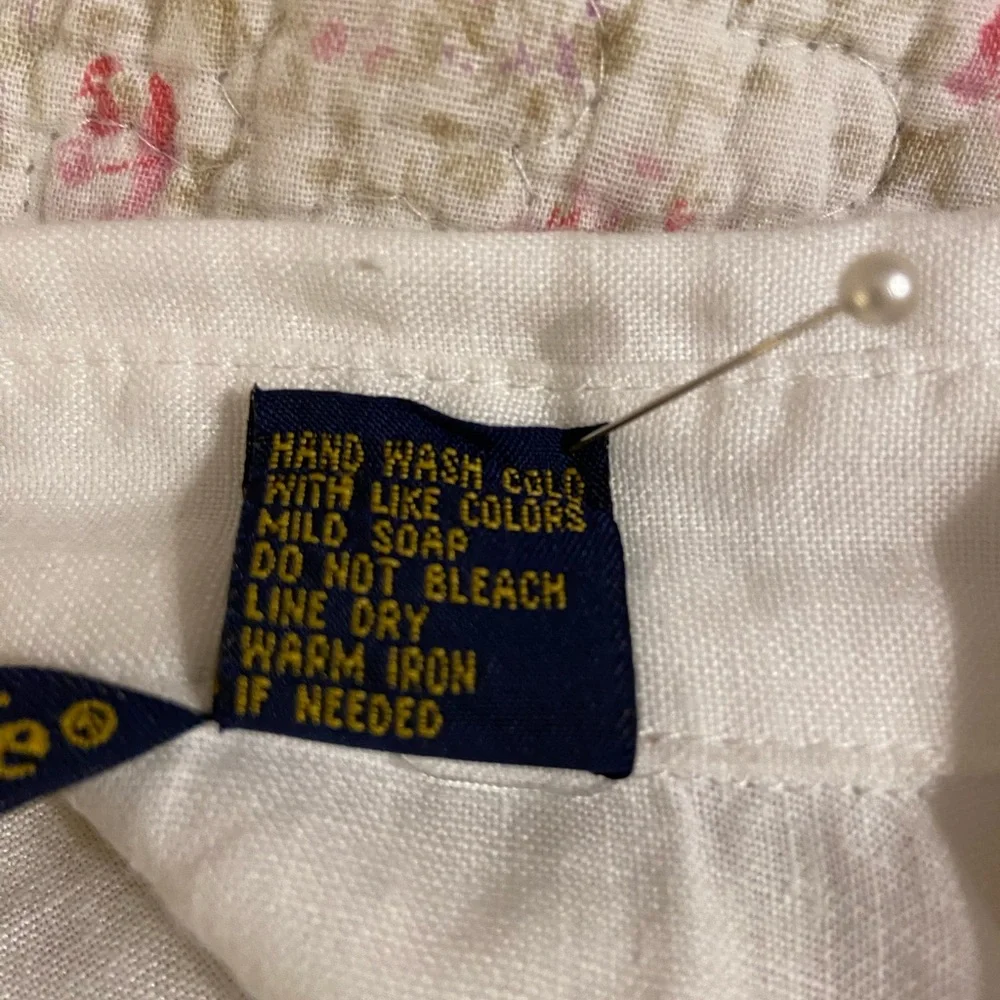 HAND WASH COLD
WITH LIKE COLORS
MILD SOAP
DO NOT BLEACH
LINE DRY
WARM IRON
IF NEEDED
e®